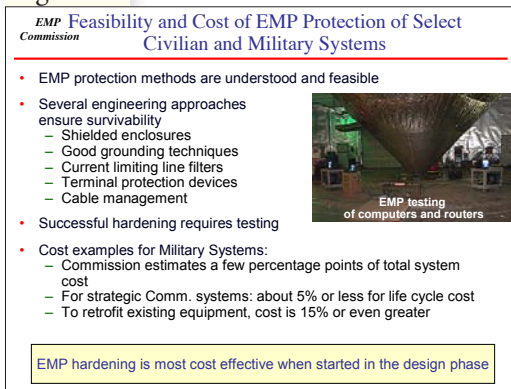 EMP
Commission
Feasibility and Cost of EMP Protection of Select
Civilian and Military Systems
• EMP protection methods are understood and feasible
• Several engineering approaches
ensure survivability
– Shielded enclosures
– Good grounding techniques
– Current limiting line filters
– Terminal protection devices
– Cable management
EMP testing
of computers and routers
• Successful hardening requires testing
• Cost examples for Military Systems:
– Commission estimates a few percentage points of total system
cost
– For strategic Comm. systems: about 5% or less for life cycle cost
– To retrofit existing equipment, cost is 15% or even greater
EMP hardening is most cost effective when started in the design phase